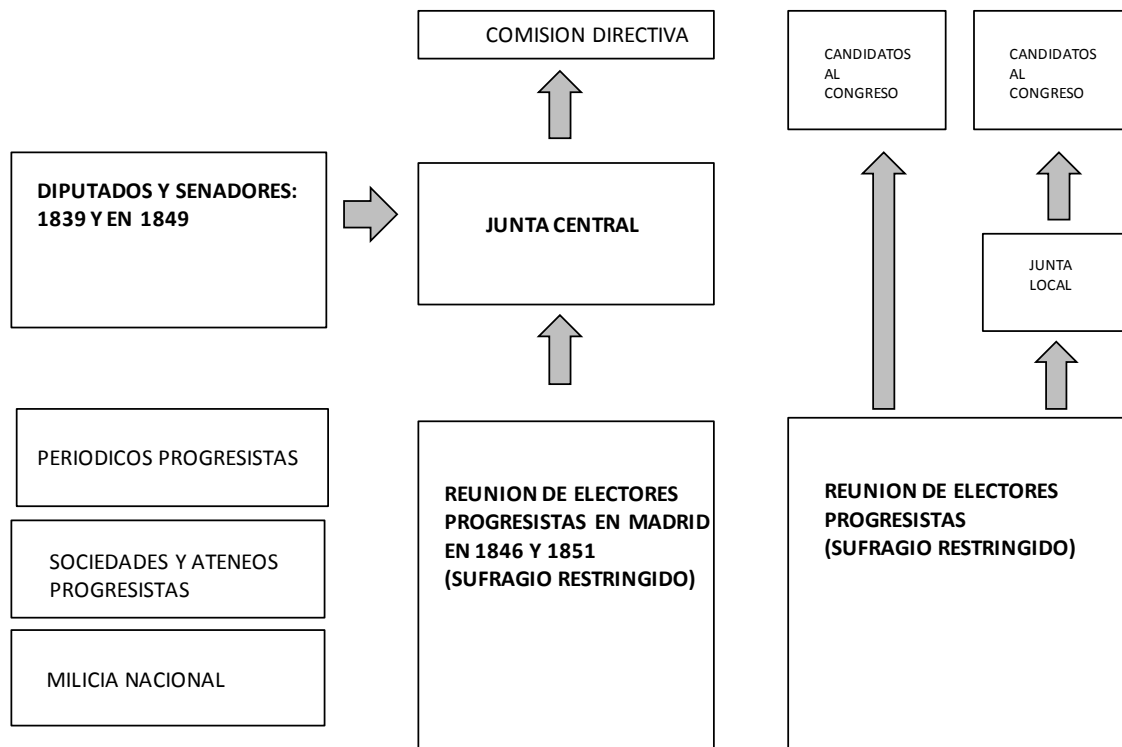 COMISION DIRECTIVA
CANDIDATOS
AL
CONGRESO
CANDIDATOS
AL
CONGRESO
DIPUTADOS Y SENADORES:
1839 Y EN 1849
JUNTA CENTRAL
JUNTA
LOCAL
PERIODICOS PROGRESISTAS
SOCIEDADES Y ATENEOS
PROGRESISTAS
MILICIA NACIONAL
REUNION DE ELECTORES
PROGRESISTAS EN MADRID
EN 1846 Y 1851
(SUFRAGIO RESTRINGIDO)
REUNION DE ELECTORES
PROGRESISTAS
(SUFRAGIO RESTRINGIDO)